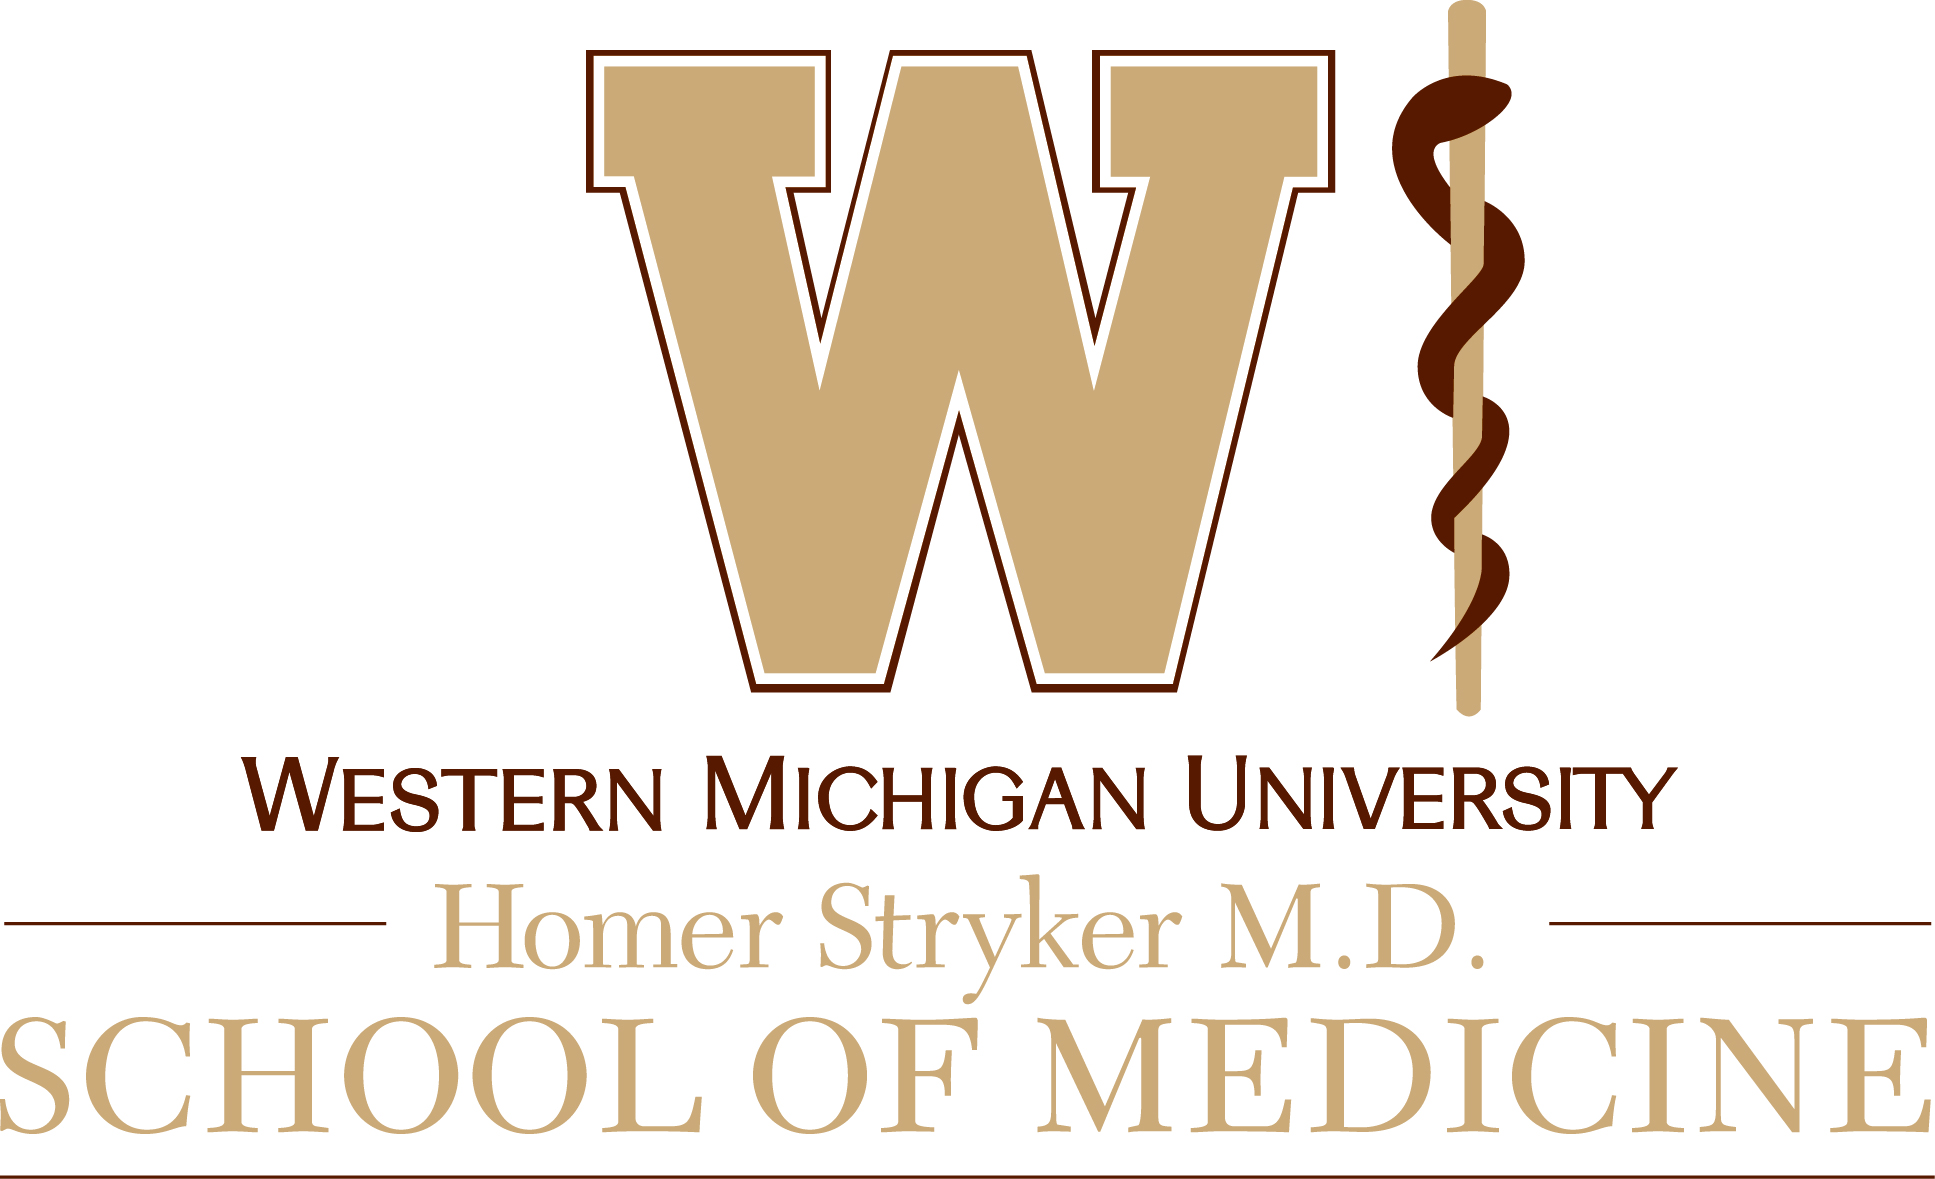 W
WESTERN MICHIGAN UNIVERSITY
Homer Stryker M.D.
SCHOOL OF MEDICINE